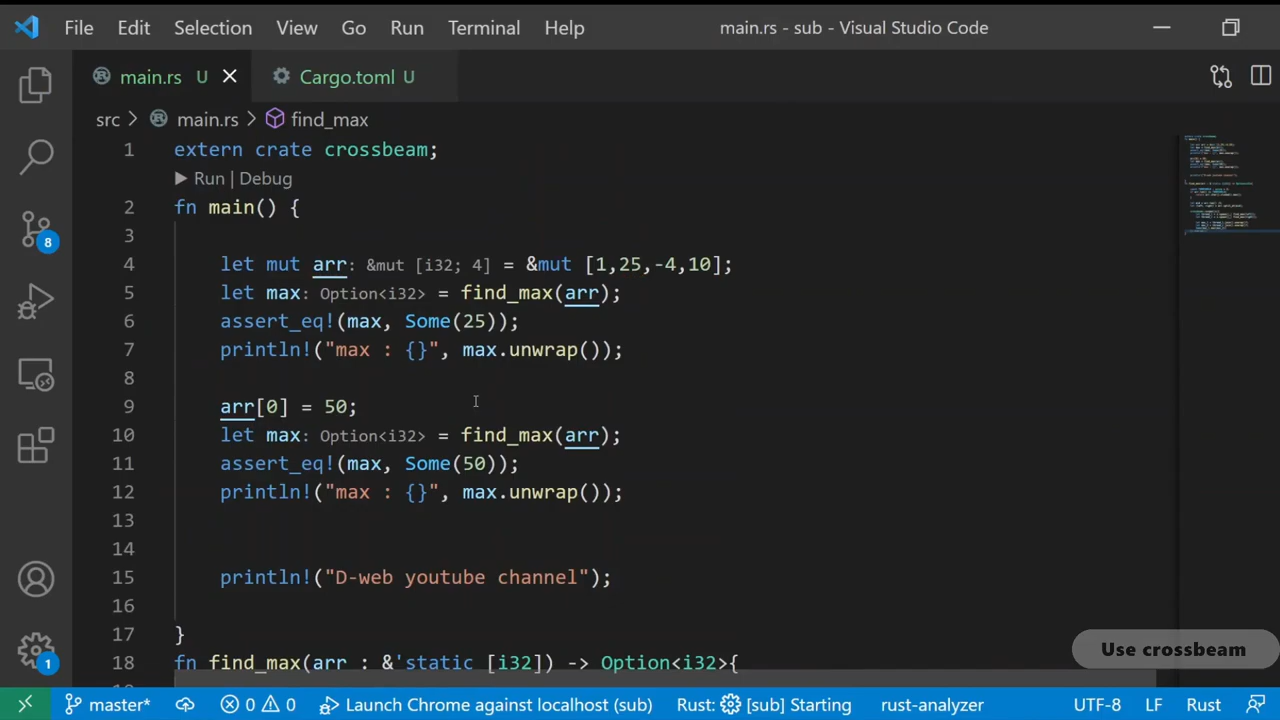 File Edit Selection View Go Run Terminal Help main.rs - sub - Visual Studio Code
main.rs U Cargo.toml U
src > main.rs > find_max
1 extern crate crossbeam;
Run | Debug
2 fn main() {
3
4 let mut arr: &mut [i32; 4] = &mut [1,25,-4,10];
5 let max: Option<i32> = find_max(arr);
6 assert_eq!(max, Some(25));
7 println!("max : {}", max.unwrap());
8
9 arr[0] = 50;
10 let max: Option<i32> = find_max(arr);
11 assert_eq!(max, Some(50));
12 println!("max : {}", max.unwrap());
13
14
15 println!("D-web youtube channel");
16
17 }
18 fn find_max(arr : &'static [i32]) -> Option<i32>{
8
1
Use crossbeam
master* 0 0 Launch Chrome against localhost (sub) Rust: [sub] Starting rust-analyzer UTF-8 LF Rust